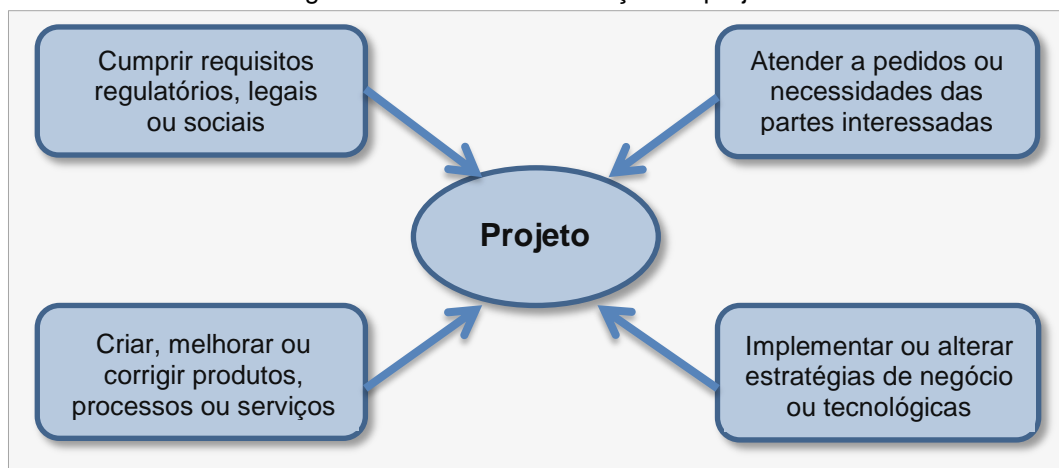 Cumprir requisitos
regulatórios, legais
ou sociais
Atender a pedidos ou
necessidades das
partes interessadas
Projeto
Criar, melhorar ou
corrigir produtos,
processos ou serviços
Implementar ou alterar
estratégias de negócio
ou tecnológicas